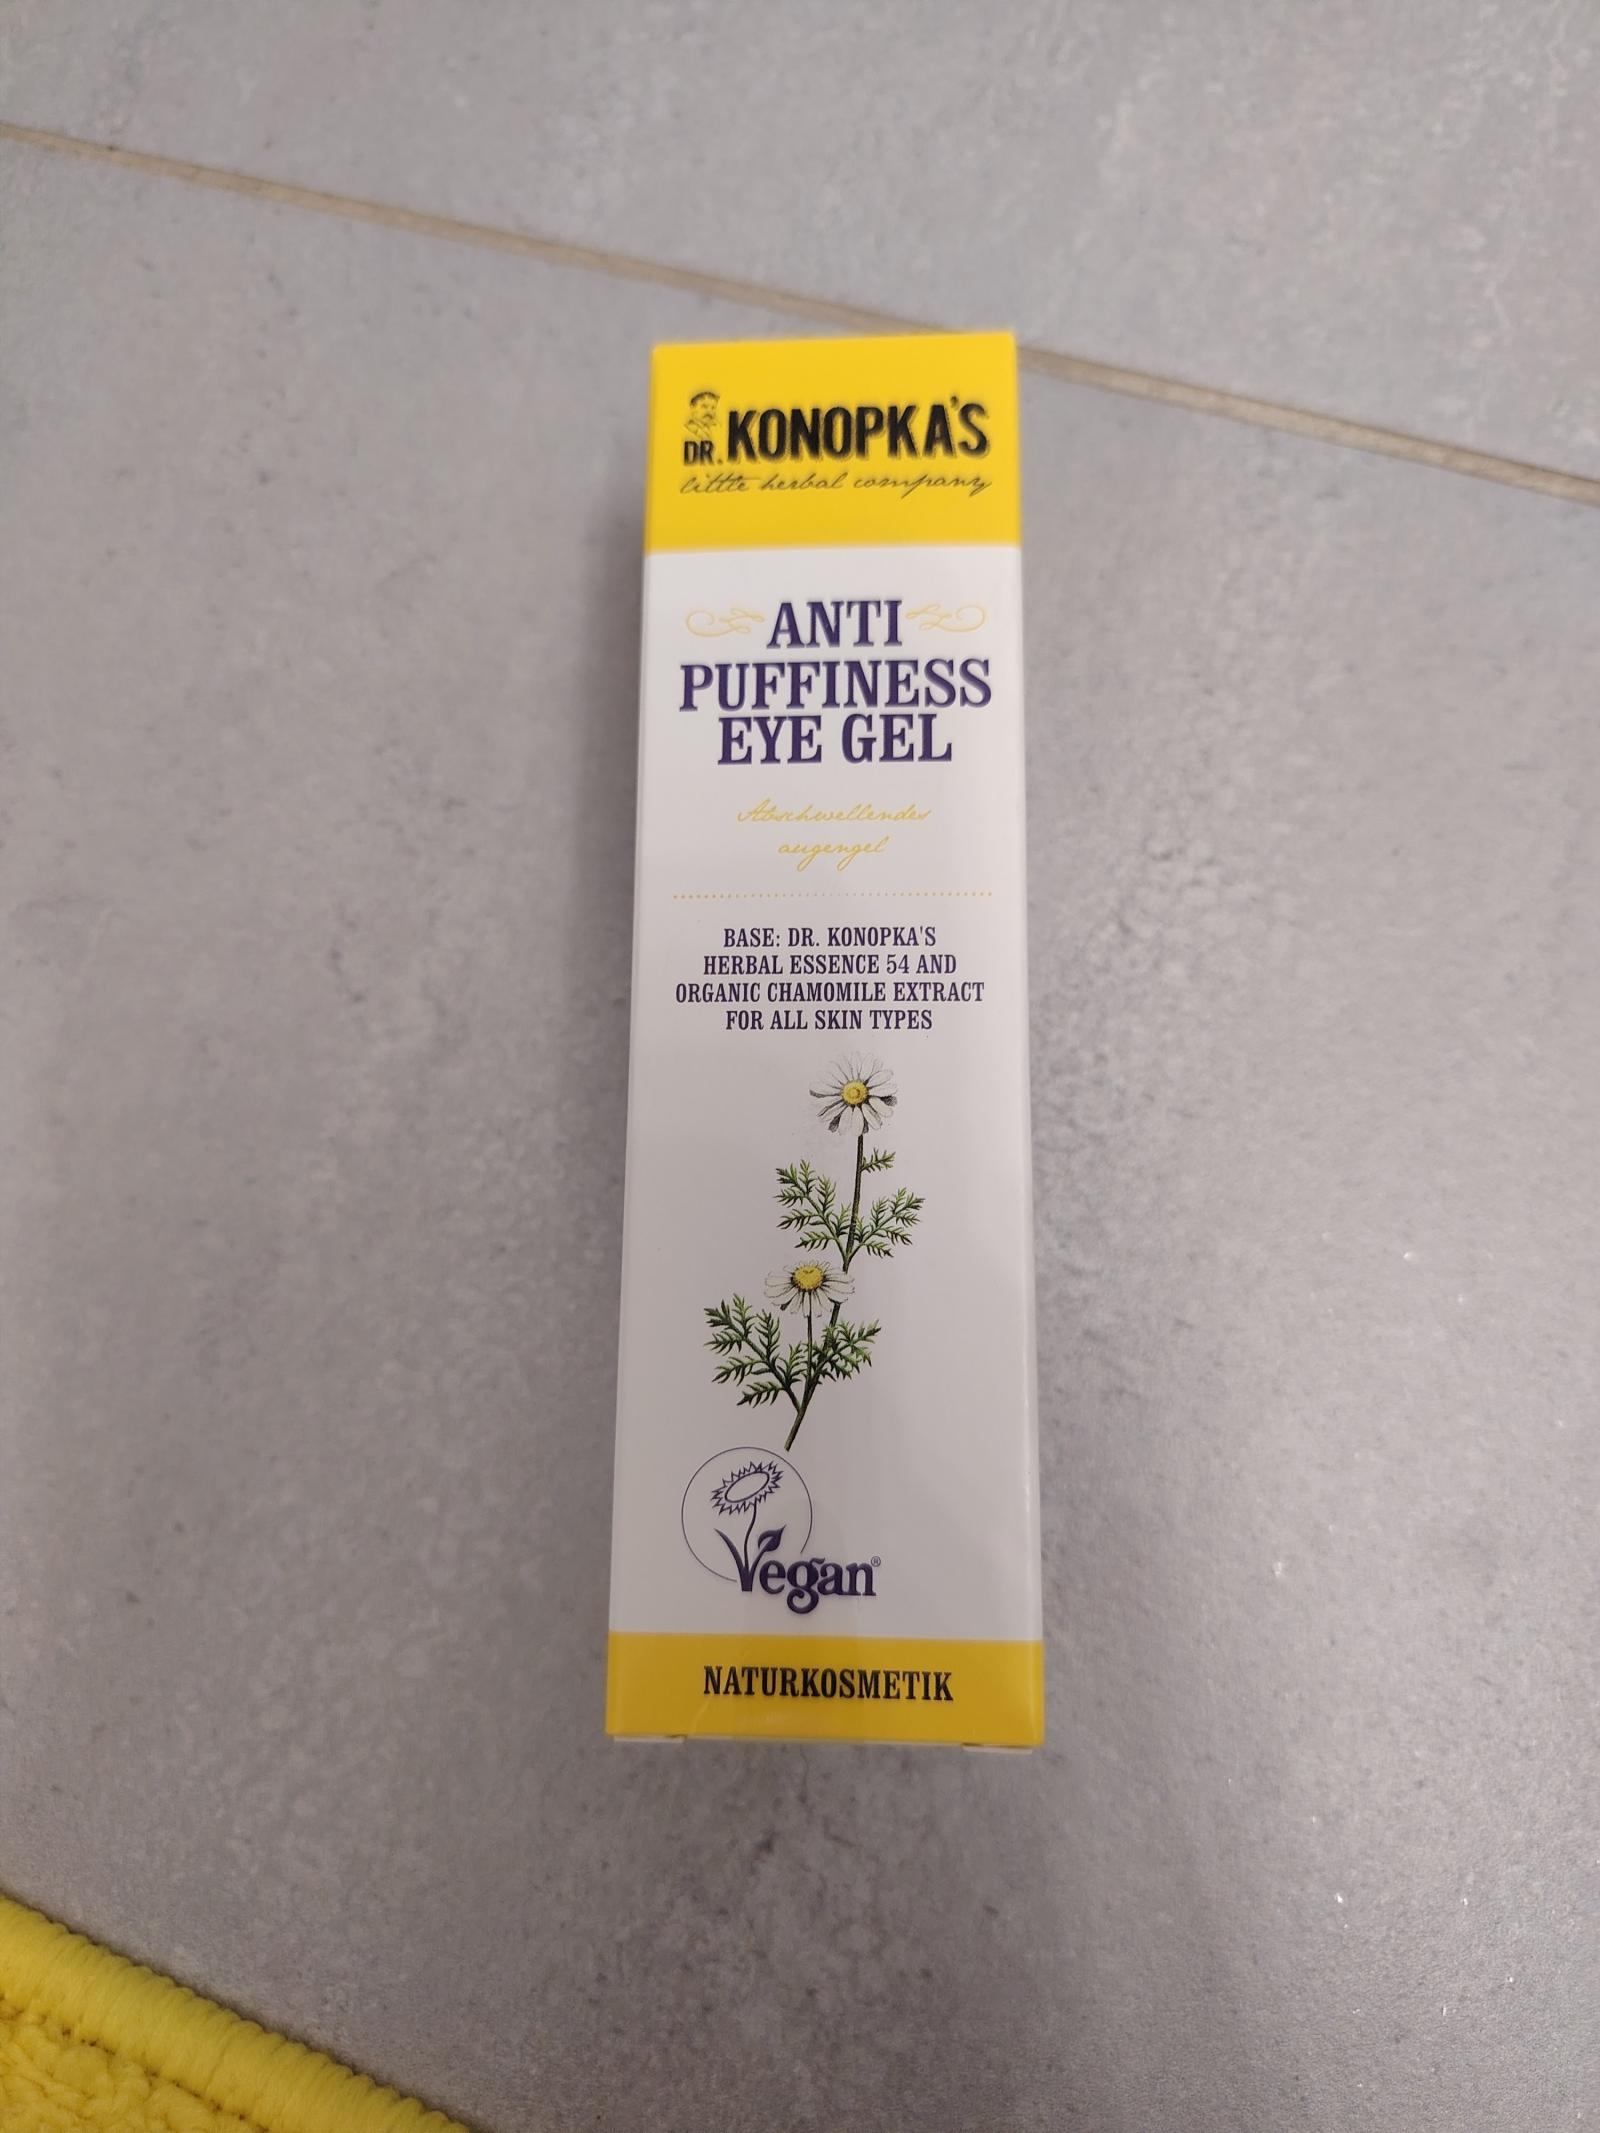 DR. KONOPKA'S
little herbal company
ANTI
PUFFINESS
EYE GEL
Abschwellendes
augengel
BASE: DR. KONOPKA'S
HERBAL ESSENCE 54 AND
ORGANIC CHAMOMILE EXTRACT
FOR ALL SKIN TYPES
Vegan®
NATURKOSMETIK